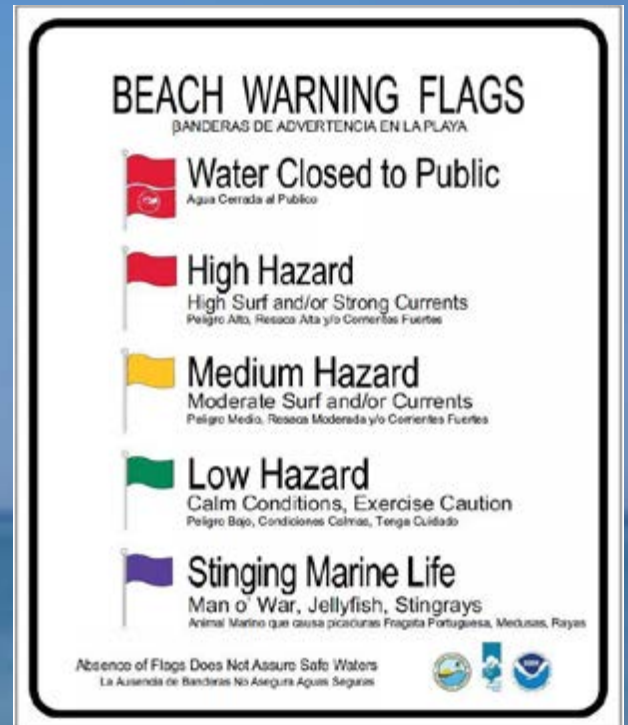 BEACH WARNING FLAGS
BANDERAS DE ADVERTENCIA EN LA PLAYA
Water Closed to Public
Agua Cerrada al Publico
High Hazard
High Surf and/or Strong Currents
Peligro Alto, Resaca Alta y/o Corrientes Fuertes
Medium Hazard
Moderate Surf and/or Currents
Peligro Medio, Resaca Moderada y/o Corrientes Fuertes
Low Hazard
Calm Conditions, Exercise Caution
Peligro Bajo, Condiciones Calmas, Tenga Cuidado
Stinging Marine Life
Man o' War, Jellyfish, Stingrays
Animal Marino que causa picaduras Fragata Portuguesa, Medusas, Rayas
Absence of Flags Does Not Assure Safe Waters
La Ausencia de Banderas No Asegura Aguas Seguras